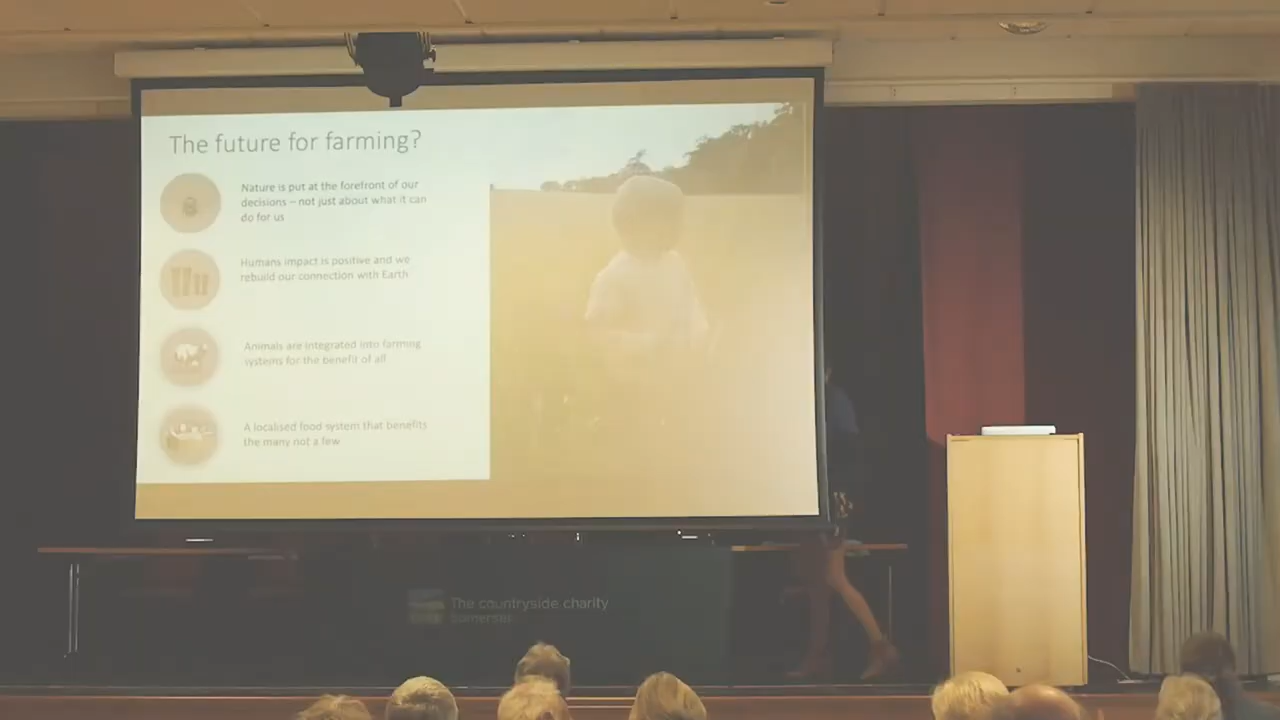 The future for farming?
Nature is put at the forefront of our
decisions – not just about what it can
do for us
Humans impact is positive and we
rebuild our connection with Earth
Animals are integrated into farming
systems for the benefit of all
A localised food system that benefits
the many not a few
The countryside charity
Somerset